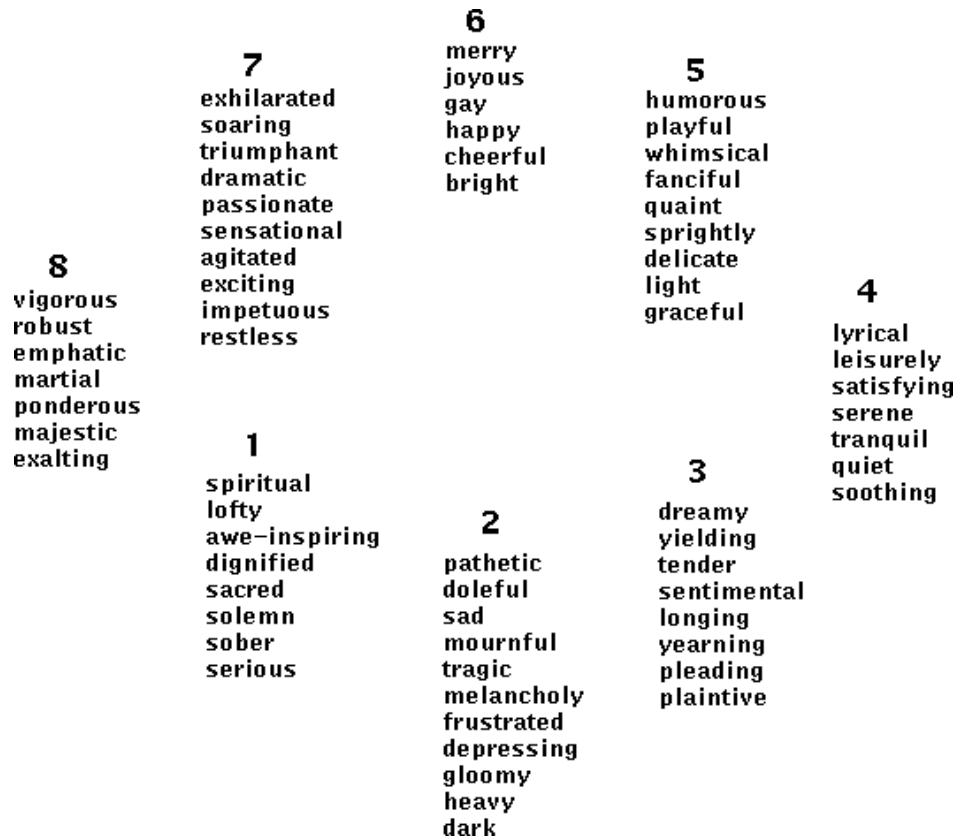 6
merry
joyous
gay
happy
cheerful
bright
7
exhilarated
soaring
triumphant
dramatic
passionate
sensational
agitated
exciting
impetuous
restless
5
humorous
playful
whimsical
fanciful
quaint
sprightly
delicate
light
graceful
8
vigorous
robust
emphatic
martial
ponderous
majestic
exalting
4
lyrical
leisurely
satisfying
serene
tranquil
quiet
soothing
1
spiritual
lofty
awe-inspiring
dignified
sacred
solemn
sober
serious
2
pathetic
doleful
sad
mournful
tragic
melancholy
frustrated
depressing
gloomy
heavy
dark
3
dreamy
yielding
tender
sentimental
longing
yearning
pleading
plaintive